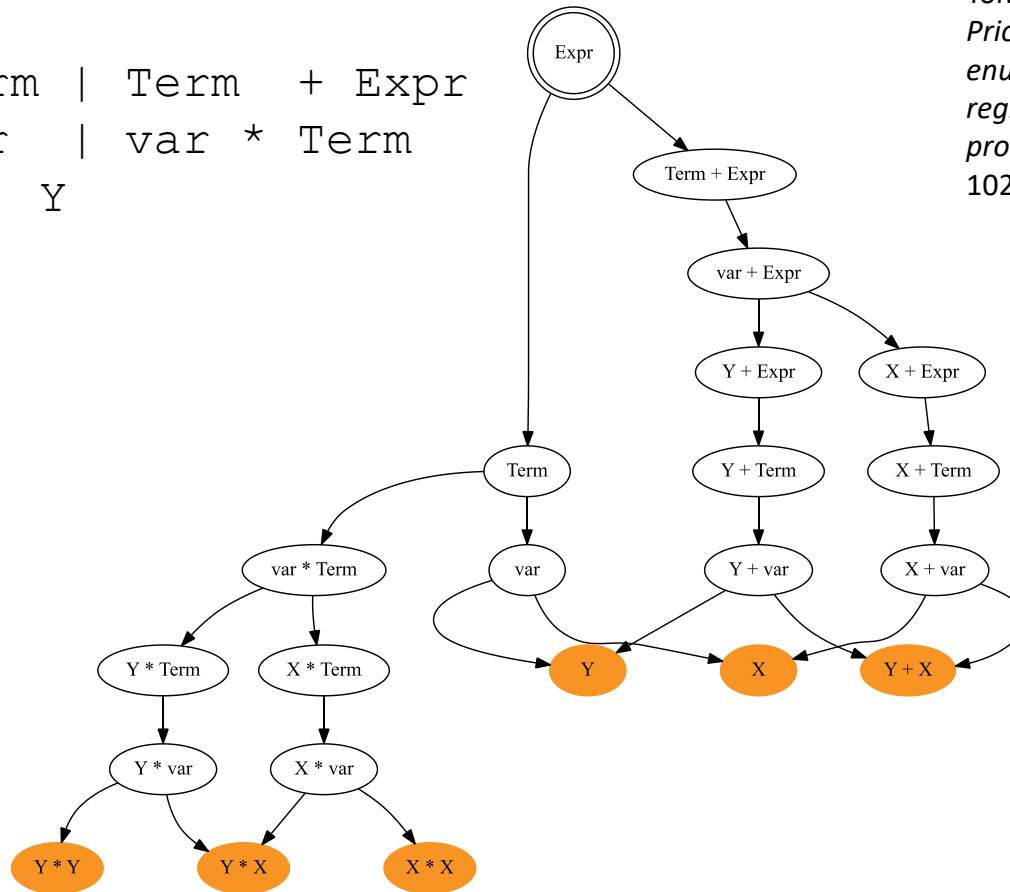 rm | Term + Expr
r | var * Term
Y
Expr
Term + Expr
var + Expr
Y + Expr
X + Expr
Term
Y + Term
X + Term
var * Term
var
Y + var
X + var
Y * Term
X * Term
Y
X
Y + X
Y * var
X * var
Y * Y
Y * X
X * X
Pric
enu
reg
pro
102